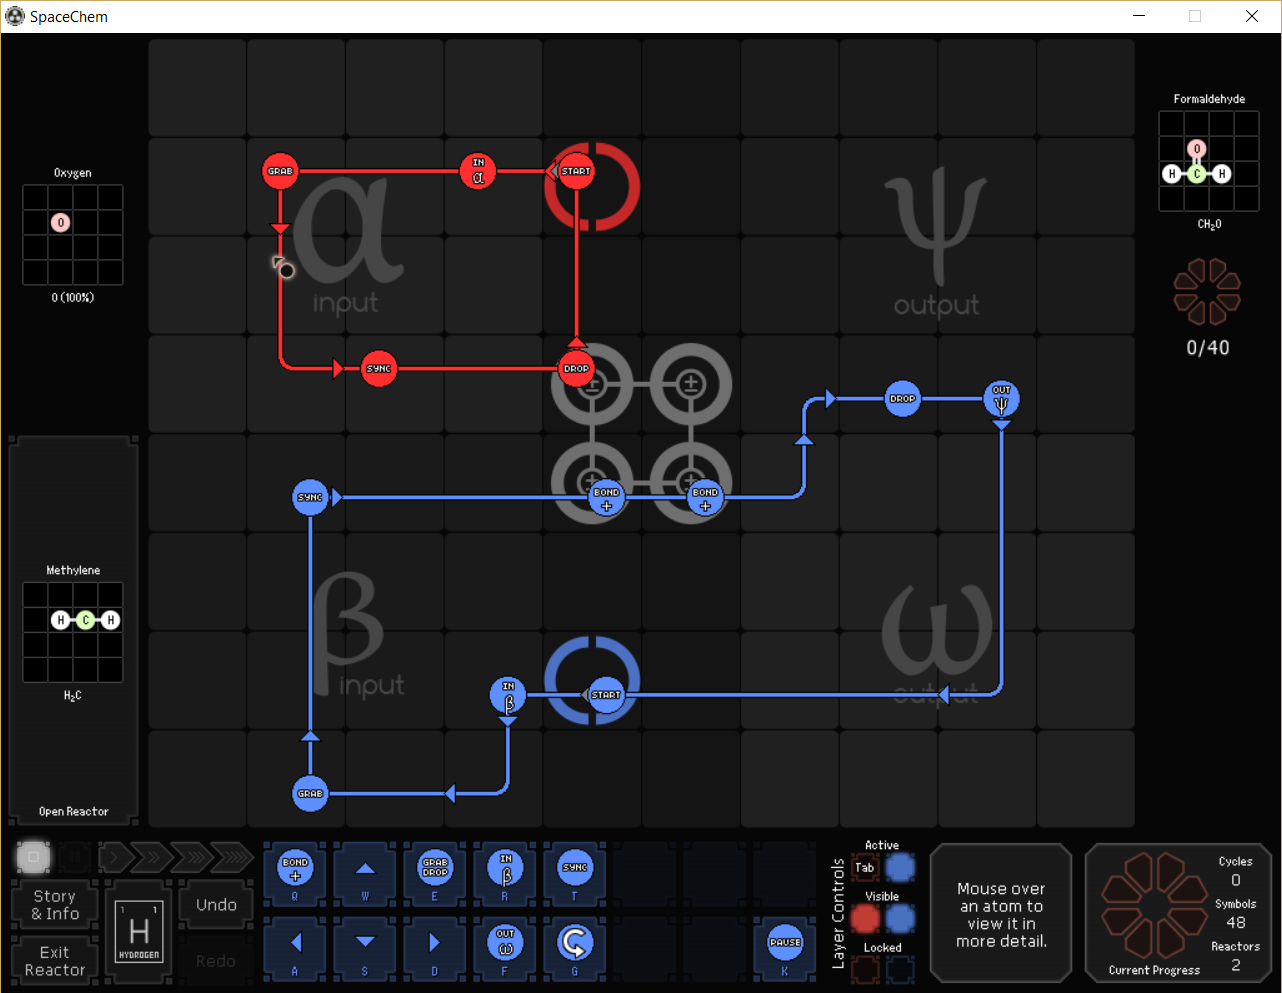 SpaceChem
Formaldehyde
O
H C H
CH₂O
0/40
Oxygen
O
O (100%)
GRAB
IN
α
START
α
input
ψ
output
SYNC
DROP
±
±
DROP
OUT
ψ
SYNC
BOND
+
BOND
+
Methylene
H C H
H₂C
Open Reactor
β
input
ω
output
IN
β
START
GRAB
Story
& Info
Exit
Reactor
1 1
H
HYDROGEN
Undo
Redo
BOND
+
Q
W
GRAB
DROP
E
IN
β
R
SYNC
T
A
S
D
OUT
ω
F
G
PAUSE
K
Layer Controls
Active
Tab
Visible
Locked
Mouse over
an atom to
view it in
more detail.
Cycles
0
Symbols
48
Reactors
2
Current Progress